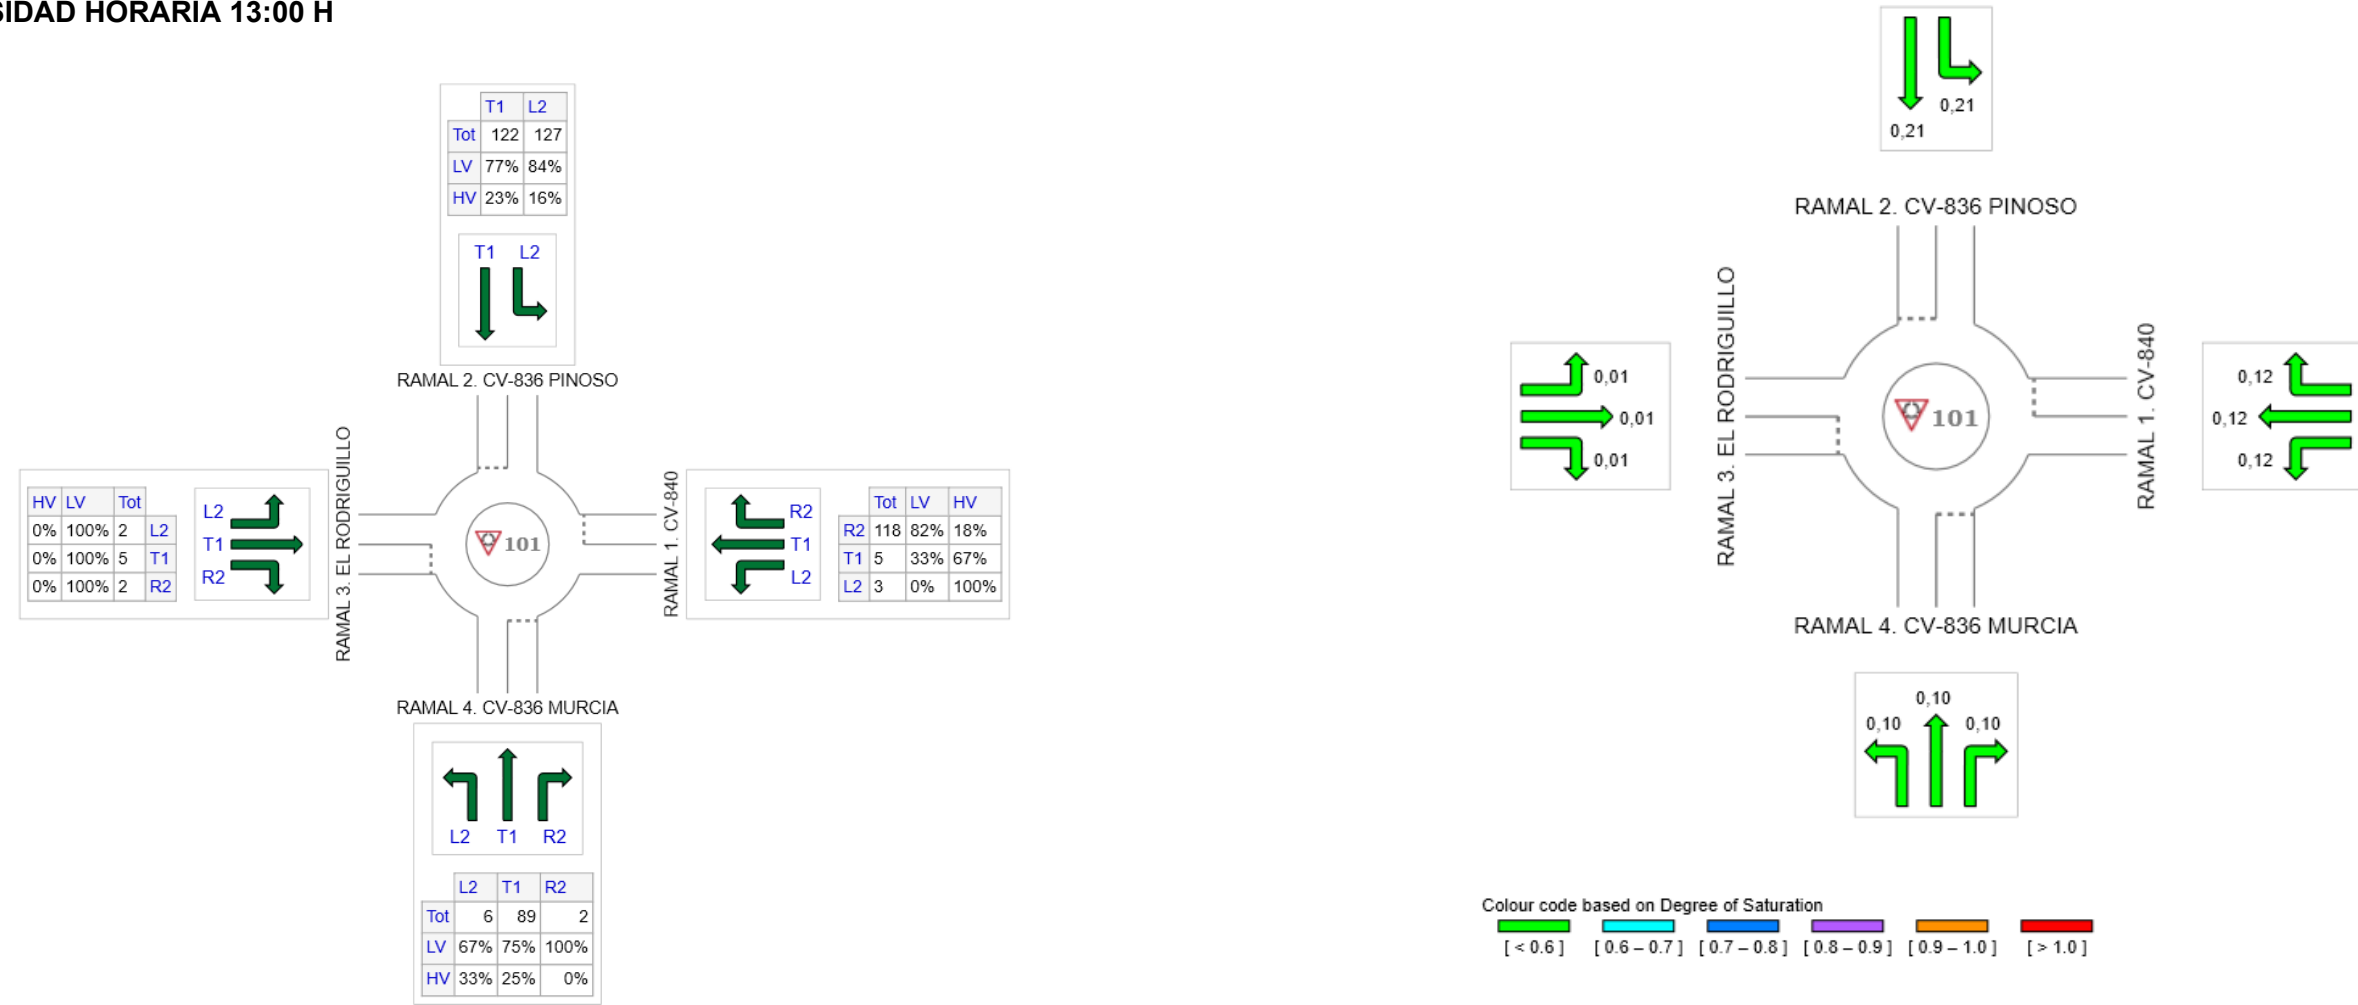 SIDAD HORARIA 13:00 H
T1 L2
Tot 122 127
LV 77% 84%
HV 23% 16%
T1 L2
RAMAL 2. CV-836 PINOSO
HV LV Tot
0% 100% 2 L2
0% 100% 5 T1
0% 100% 2 R2
L2
T1
R2
RAMAL 3. EL RODRIGUILLO
101
RAMAL 1. CV-840
R2
T1
L2
Tot LV HV
R2 118 82% 18%
T1 5 33% 67%
L2 3 0% 100%
RAMAL 4. CV-836 MURCIA
L2 T1 R2
L2 T1 R2
Tot 6 89 2
LV 67% 75% 100%
HV 33% 25% 0%
0,21
0,21
RAMAL 2. CV-836 PINOSO
0,01
0,01
0,01
RAMAL 3. EL RODRIGUILLO
101
RAMAL 1. CV-840
0,12
0,12
0,12
RAMAL 4. CV-836 MURCIA
0,10
0,10 0,10
Colour code based on Degree of Saturation
[ < 0.6 ] [ 0.6 – 0.7 ] [ 0.7 – 0.8 ] [ 0.8 – 0.9 ] [ 0.9 – 1.0 ] [ > 1.0 ]